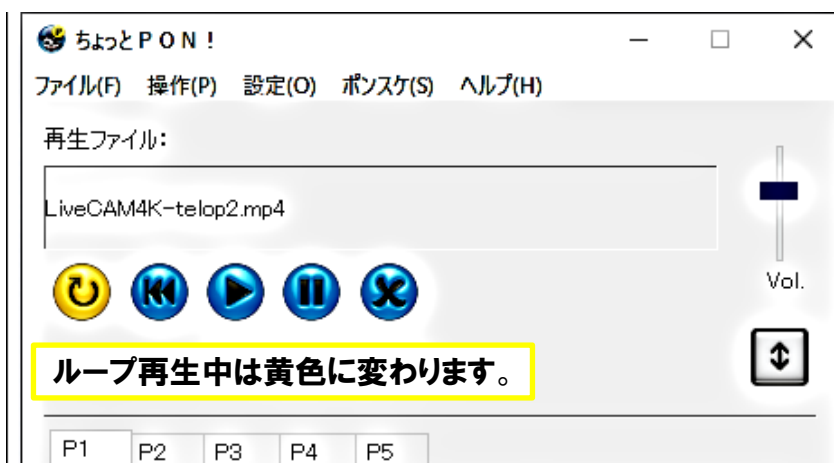 ちょっとPON!
ファイル(F) 操作(P) 設定(O) ポンスケ(S) ヘルプ(H)
再生ファイル:
LiveCAM4K-telop2.mp4
Vol.
ループ再生中は黄色に変わります。
P1 P2 P3 P4 P5